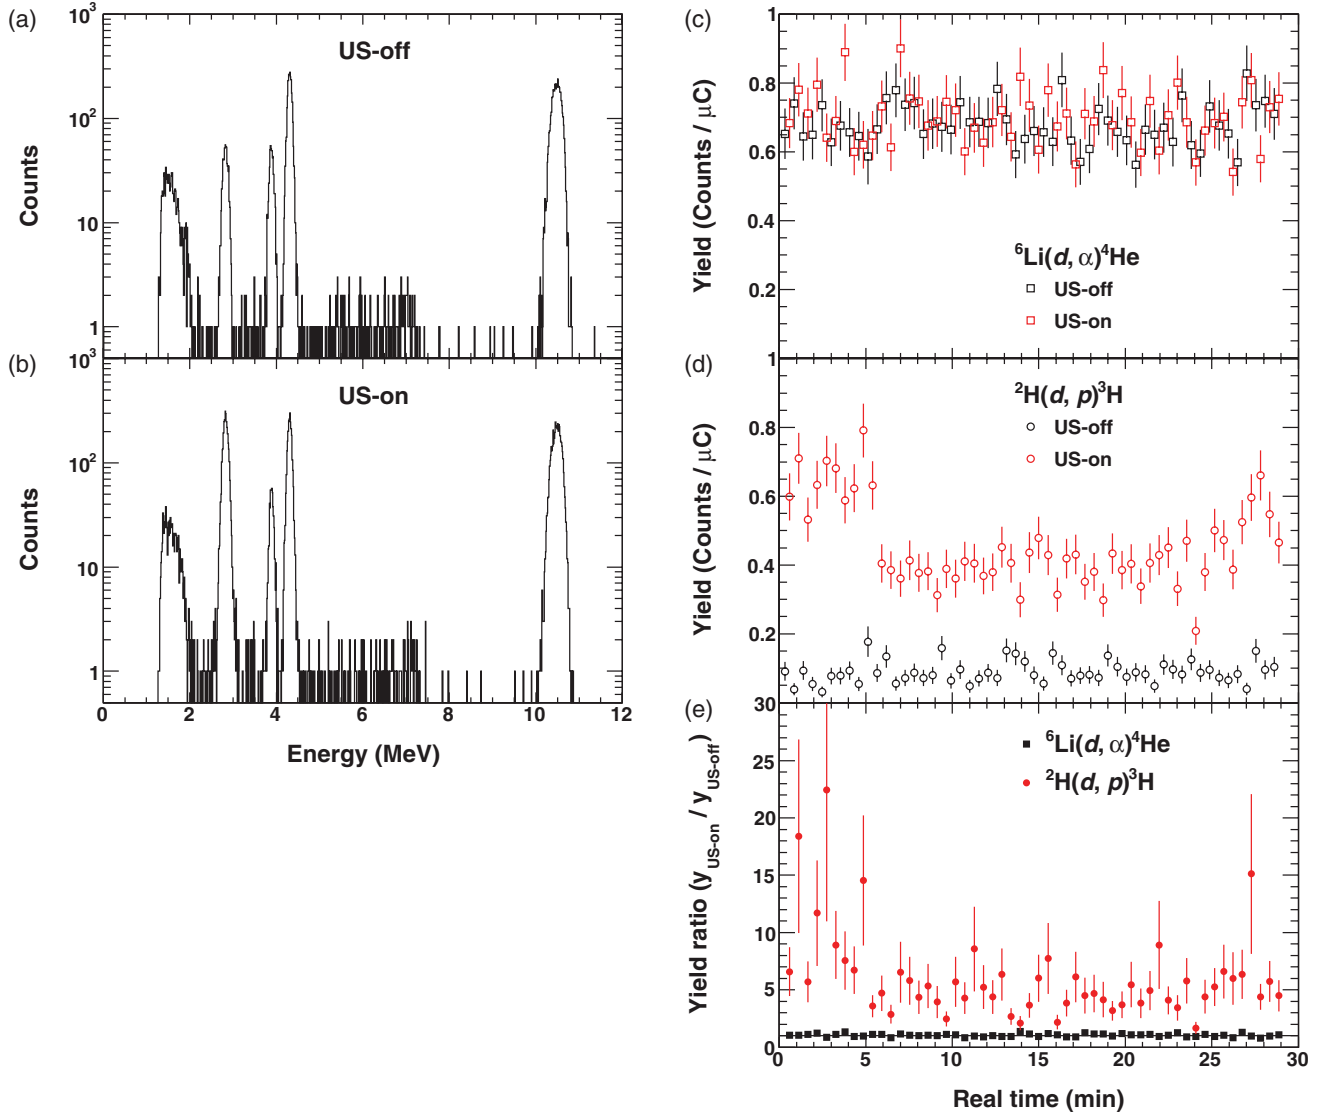 (a)
US-off
Counts
10³
10²
10
1
(b)
US-on
Counts
10³
10²
10
1
0 2 4 6 8 10 12
Energy (MeV)
(c)
Yield (Counts / μC)
1
0.8
0.6
0.4
0.2
⁶Li(d, α)⁴He
US-off
US-on
(d)
Yield (Counts / μC)
1
0.8
0.6
0.4
0.2
²H(d, p)³H
US-off
US-on
(e)
Yield ratio (y_US-on / y_US-off)
30
25
20
15
10
5
0
⁶Li(d, α)⁴He
²H(d, p)³H
0 5 10 15 20 25 30
Real time (min)